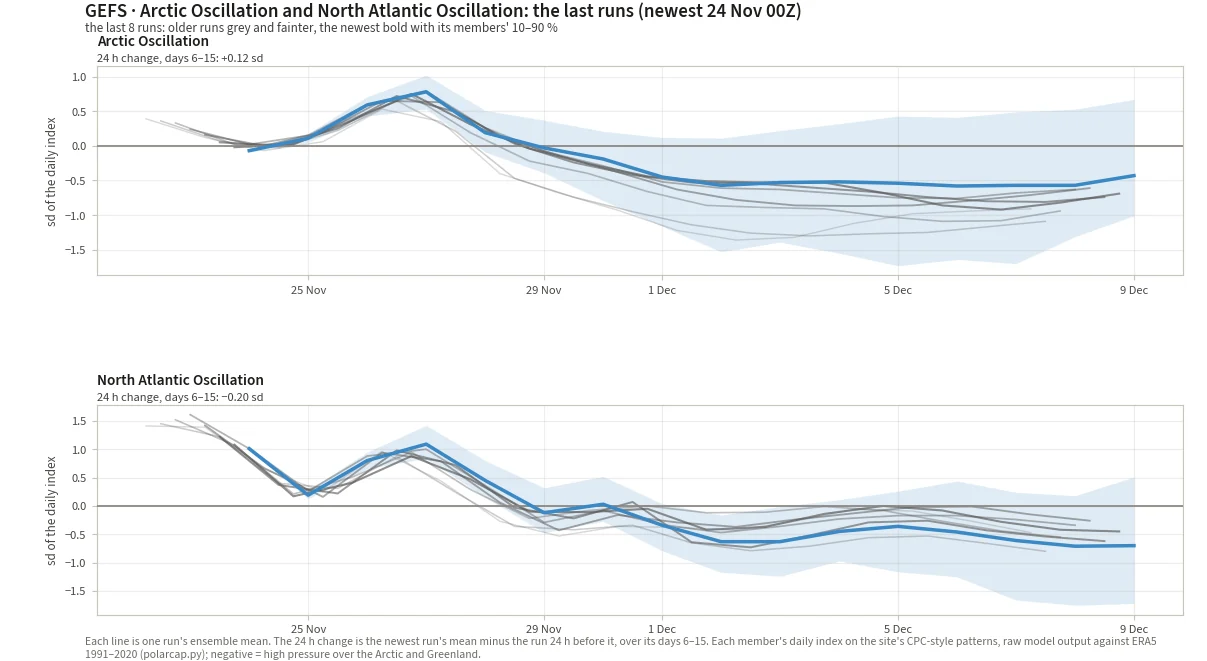 GEFS · Arctic Oscillation and North Atlantic Oscillation: the last runs (newest 24 Nov 00Z)
the last 8 runs: older runs grey and fainter, the newest bold with its members' 10–90 %
Arctic Oscillation
24 h change, days 6–15: +0.12 sd
sd of the daily index
1.0
0.5
0.0
−0.5
−1.0
−1.5
25 Nov
29 Nov
1 Dec
5 Dec
9 Dec
North Atlantic Oscillation
24 h change, days 6–15: −0.20 sd
sd of the daily index
1.5
1.0
0.5
0.0
−0.5
−1.0
−1.5
25 Nov
29 Nov
1 Dec
5 Dec
9 Dec
Each line is one run's ensemble mean. The 24 h change is the newest run's mean minus the run 24 h before it, over its days 6–15. Each member's daily index on the site's CPC-style patterns, raw model output against ERA5
1991–2020 (polarcap.py); negative = high pressure over the Arctic and Greenland.